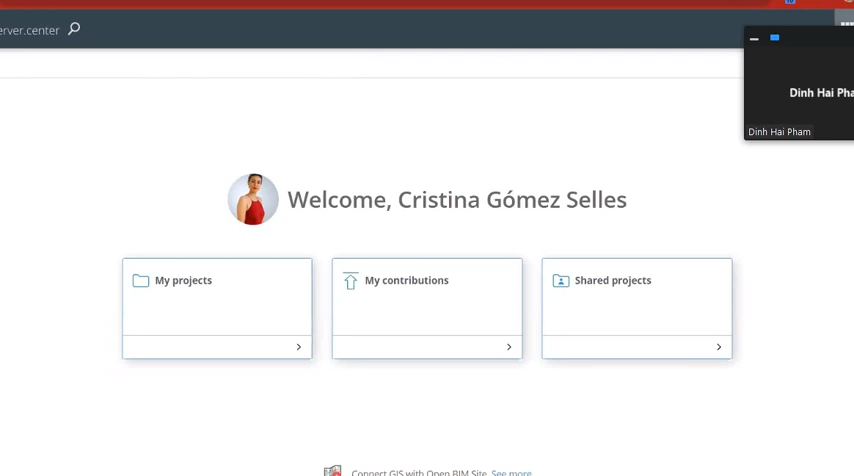 erver.center
Dinh Hai Pha
Dinh Hai Pham
Welcome, Cristina Gómez Selles
My projects
My contributions
Shared projects
Connect GIS with Open BIM Site. See more